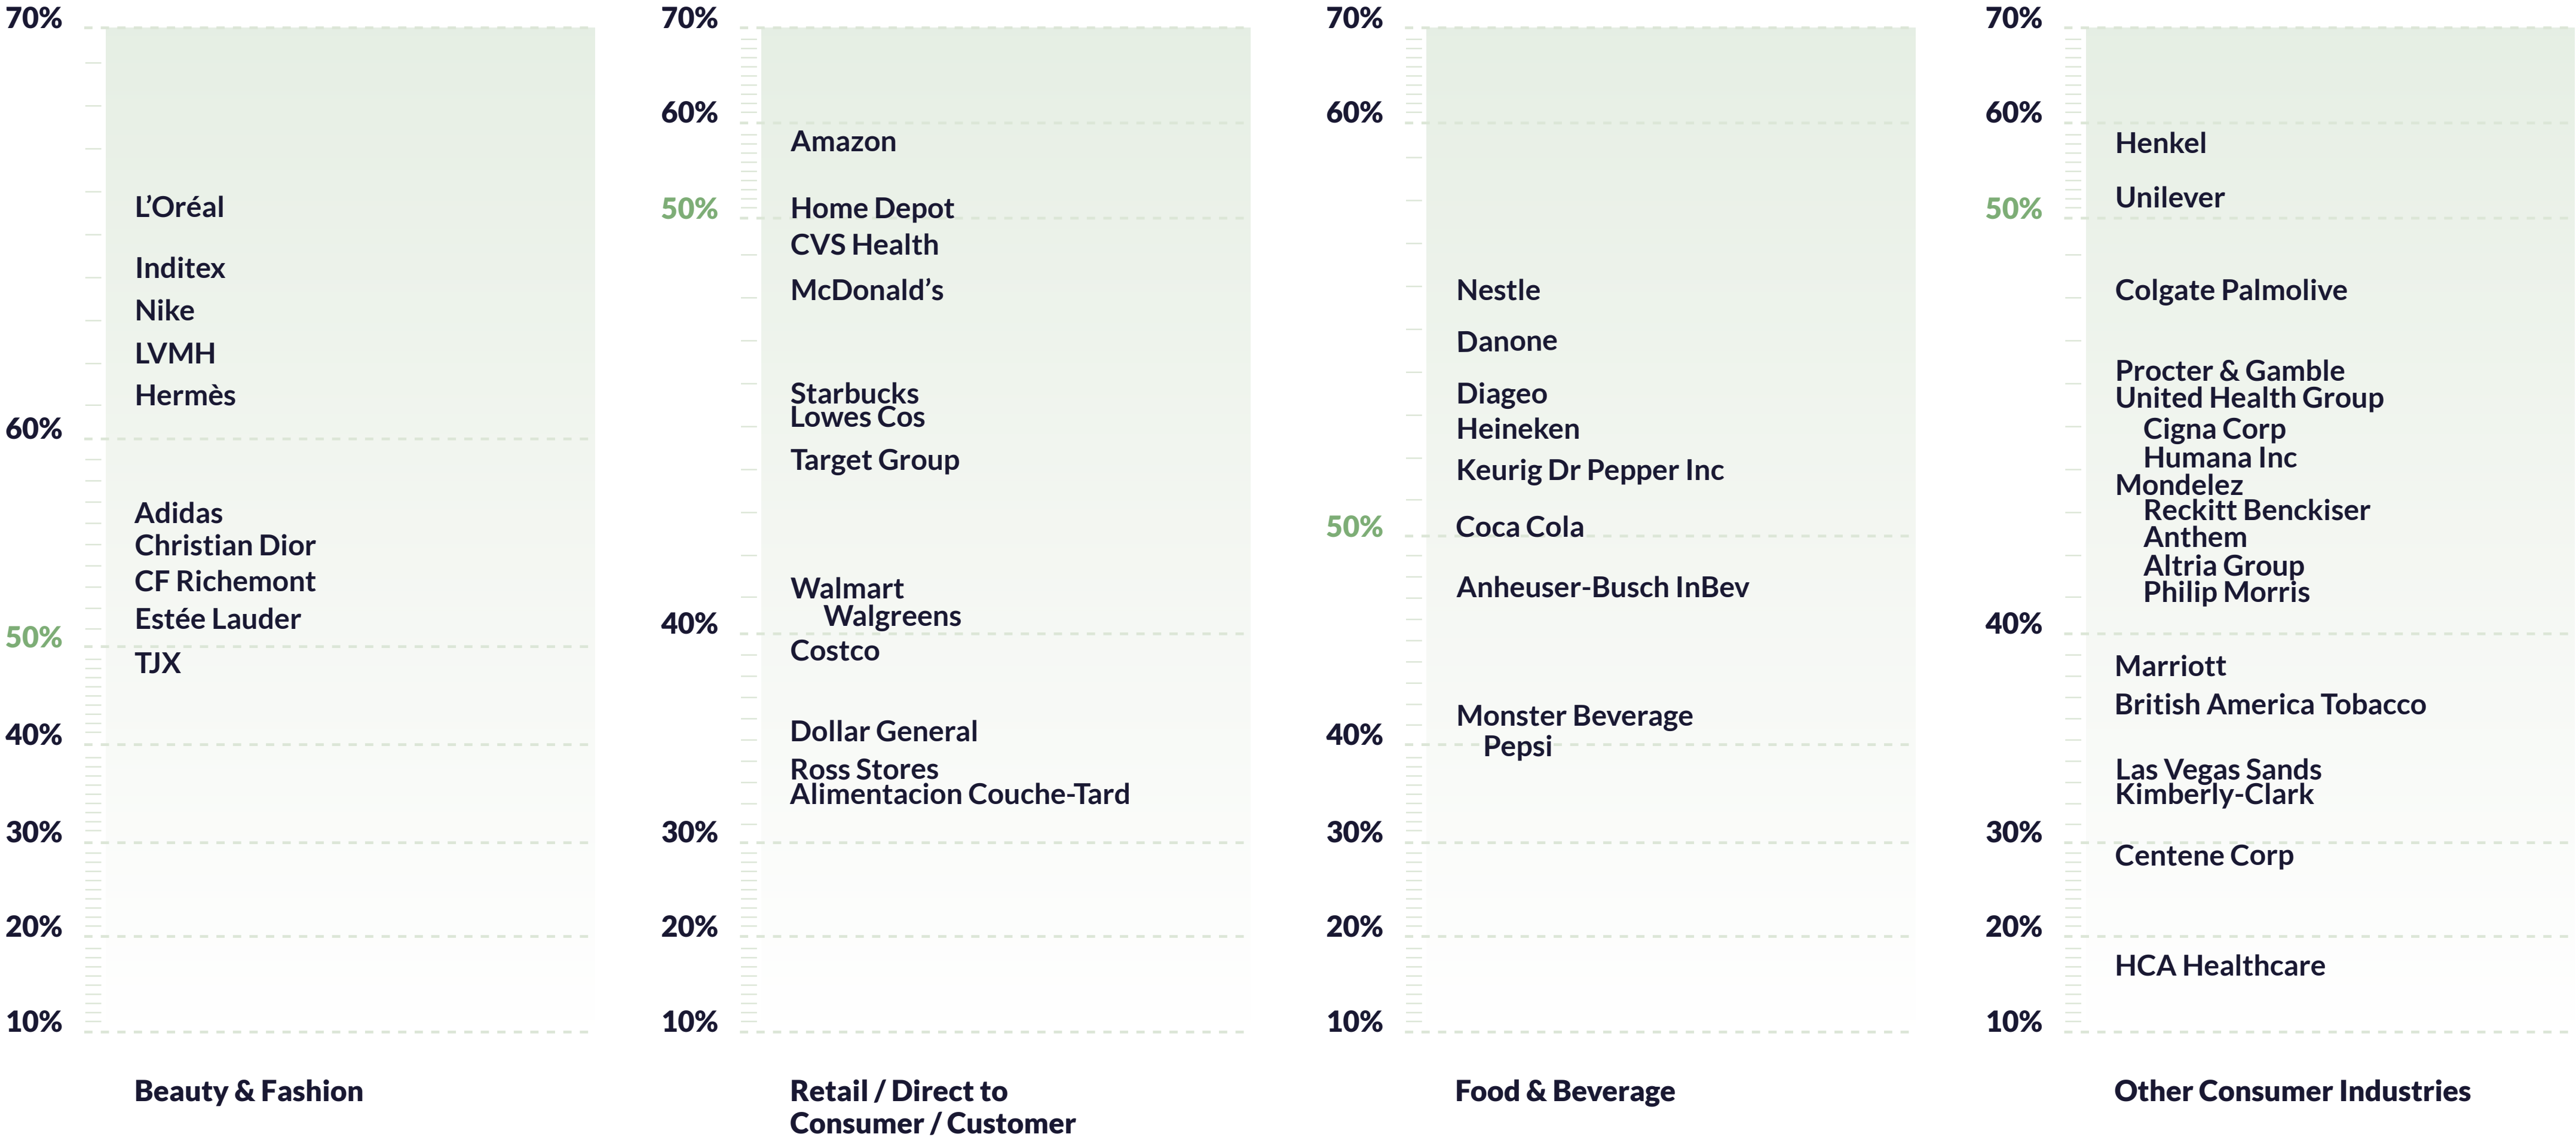 70%
60%
50%
40%
30%
20%
10%
L’Oréal
Inditex
Nike
LVMH
Hermès
Adidas
Christian Dior
CF Richemont
Estée Lauder
TJX
Beauty & Fashion
70%
60%
50%
40%
30%
20%
10%
Amazon
Home Depot
CVS Health
McDonald’s
Starbucks
Lowes Cos
Target Group
Walmart
Walgreens
Costco
Dollar General
Ross Stores
Alimentacion Couche-Tard
Retail / Direct to
Consumer / Customer
70%
60%
50%
40%
30%
20%
10%
Nestle
Danone
Diageo
Heineken
Keurig Dr Pepper Inc
Coca Cola
Anheuser-Busch InBev
Monster Beverage
Pepsi
Food & Beverage
70%
60%
50%
40%
30%
20%
10%
Henkel
Unilever
Colgate Palmolive
Procter & Gamble
United Health Group
Cigna Corp
Humana Inc
Mondelez
Reckitt Benckiser
Anthem
Altria Group
Philip Morris
Marriott
British America Tobacco
Las Vegas Sands
Kimberly-Clark
Centene Corp
HCA Healthcare
Other Consumer Industries